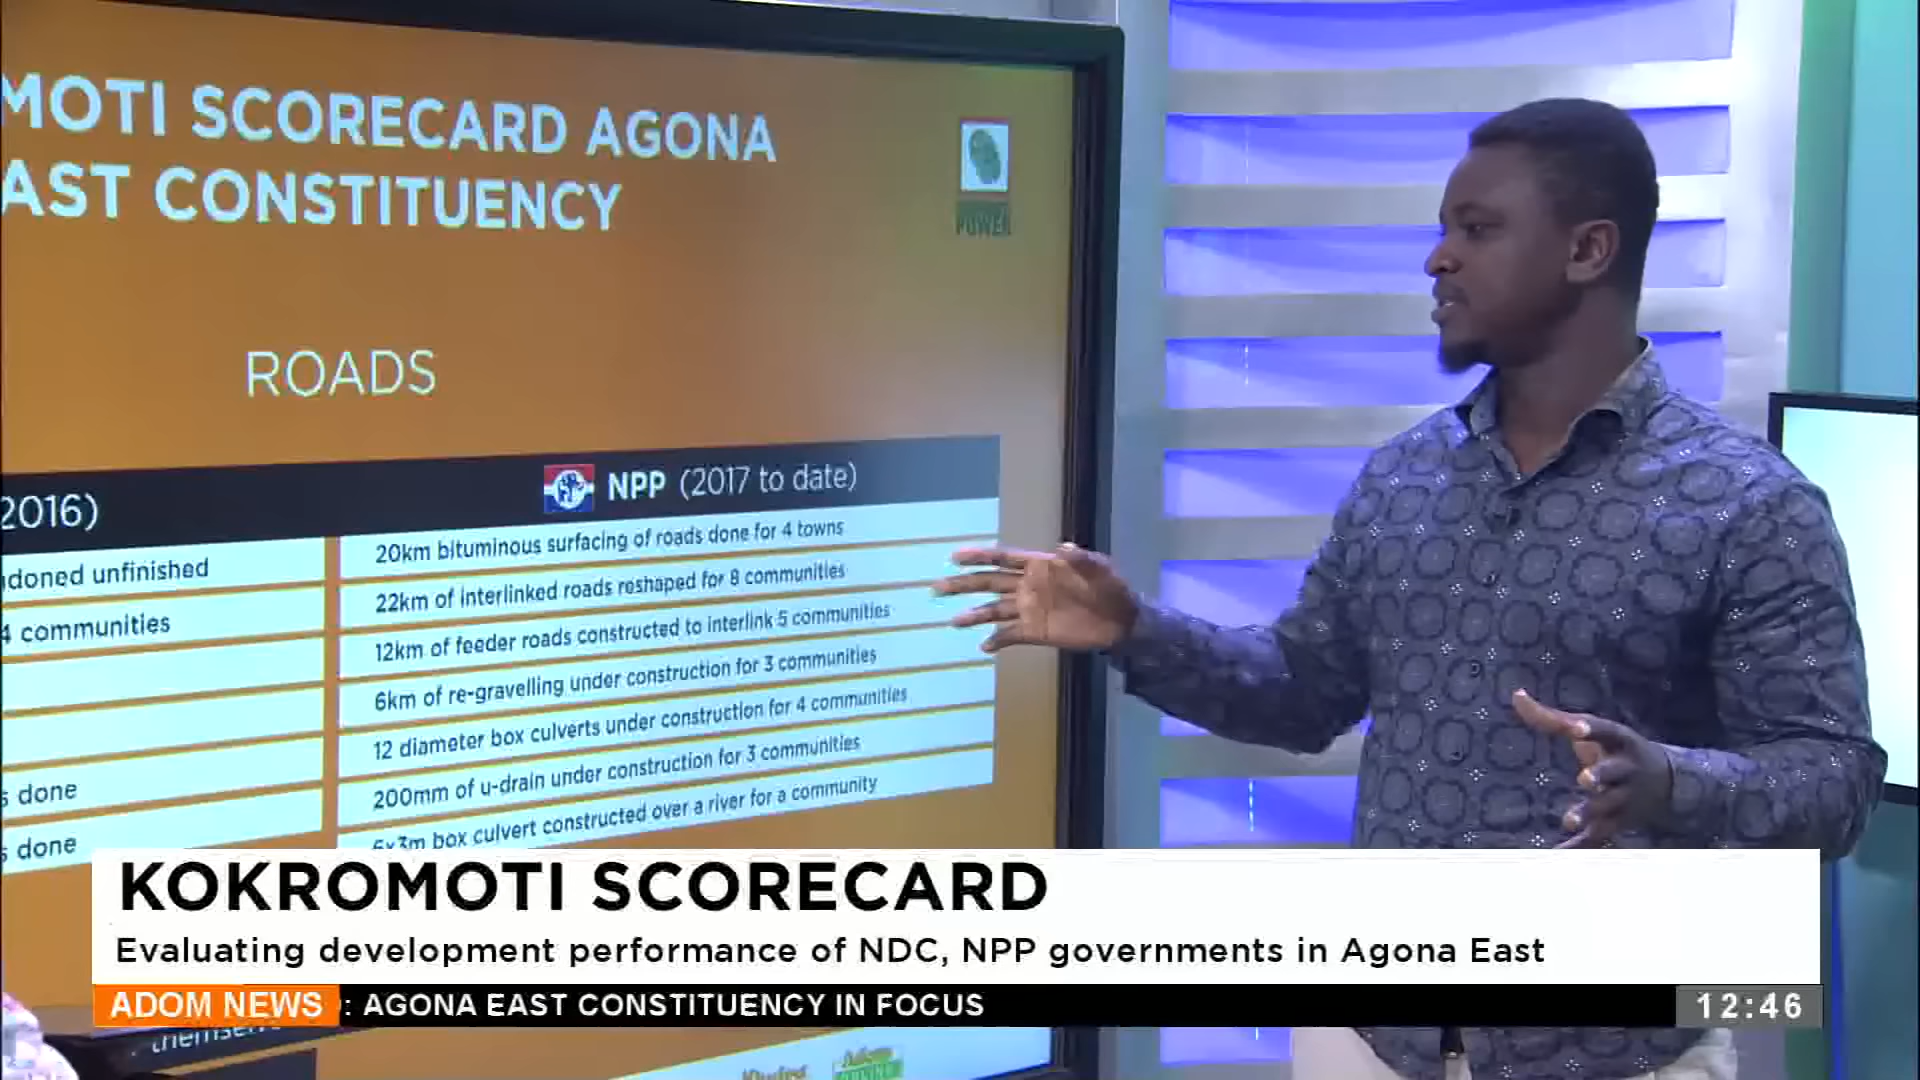 MOTI SCORECARD AGONA
AST CONSTITUENCY
POWER
ROADS
2016)
NPP (2017 to date)
doned unfinished
4 communities
s done
s done
20km bituminous surfacing of roads done for 4 towns
22km of interlinked roads reshaped for 8 communities
12km of feeder roads constructed to interlink 5 communities
6km of re-gravelling under construction for 3 communities
12 diameter box culverts under construction for 4 communities
200mm of u-drain under construction for 3 communities
6x3m box culvert constructed over a river for a community
KOKROMOTI SCORECARD
Evaluating development performance of NDC, NPP governments in Agona East
ADOM NEWS
: AGONA EAST CONSTITUENCY IN FOCUS
12:46